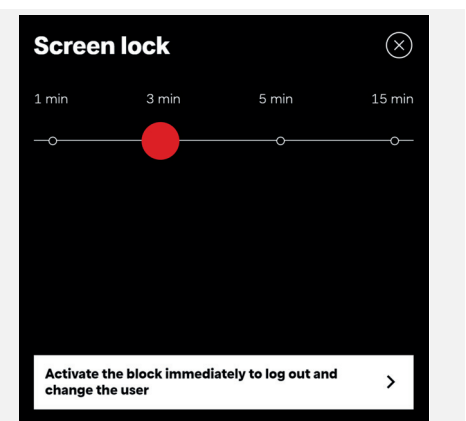 Screen lock
1 min 3 min 5 min 15 min
Activate the block immediately to log out and
change the user